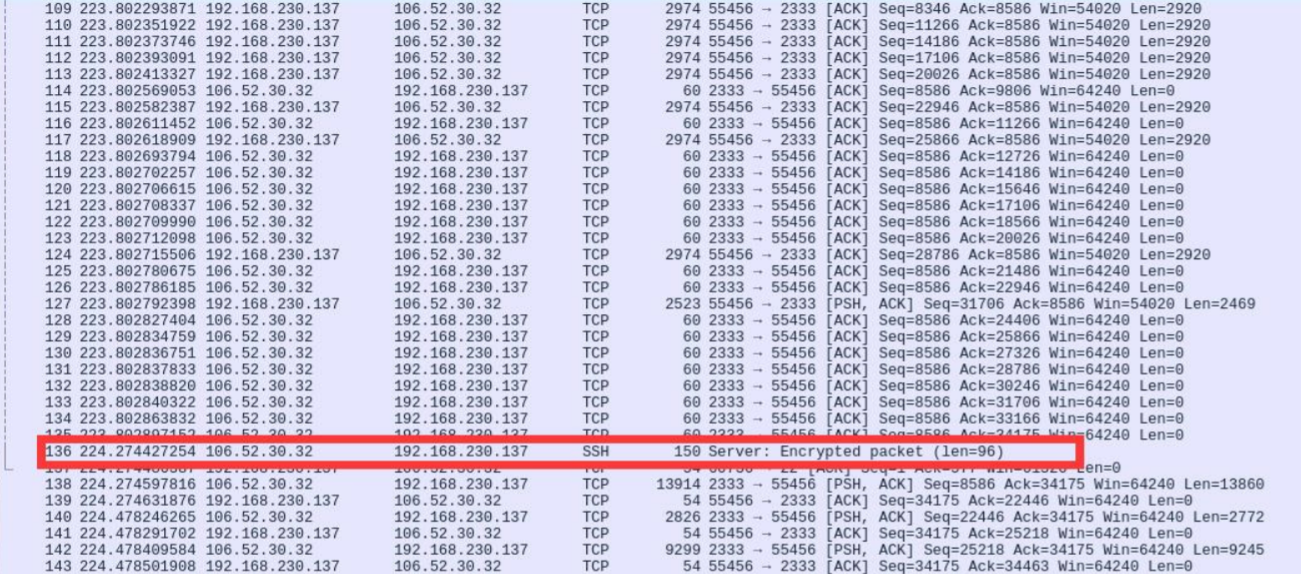 109 223.802293871 192.168.230.137 106.52.30.32 TCP 2974 55456 → 2333 [ACK] Seq=8346 Ack=8586 Win=54020 Len=2920
110 223.802351922 192.168.230.137 106.52.30.32 TCP 2974 55456 → 2333 [ACK] Seq=11266 Ack=8586 Win=54020 Len=2920
111 223.802373746 192.168.230.137 106.52.30.32 TCP 2974 55456 → 2333 [ACK] Seq=14186 Ack=8586 Win=54020 Len=2920
112 223.802393091 192.168.230.137 106.52.30.32 TCP 2974 55456 → 2333 [ACK] Seq=17106 Ack=8586 Win=54020 Len=2920
113 223.802413327 192.168.230.137 106.52.30.32 TCP 2974 55456 → 2333 [ACK] Seq=20026 Ack=8586 Win=54020 Len=2920
114 223.802569053 106.52.30.32 192.168.230.137 TCP 60 2333 → 55456 [ACK] Seq=8586 Ack=9806 Win=64240 Len=0
115 223.802582387 192.168.230.137 106.52.30.32 TCP 2974 55456 → 2333 [ACK] Seq=22946 Ack=8586 Win=54020 Len=2920
116 223.802611452 106.52.30.32 192.168.230.137 TCP 60 2333 → 55456 [ACK] Seq=8586 Ack=11266 Win=64240 Len=0
117 223.802618909 192.168.230.137 106.52.30.32 TCP 2974 55456 → 2333 [ACK] Seq=25866 Ack=8586 Win=54020 Len=2920
118 223.802693794 106.52.30.32 192.168.230.137 TCP 60 2333 → 55456 [ACK] Seq=8586 Ack=12726 Win=64240 Len=0
119 223.802702257 106.52.30.32 192.168.230.137 TCP 60 2333 → 55456 [ACK] Seq=8586 Ack=14186 Win=64240 Len=0
120 223.802706615 106.52.30.32 192.168.230.137 TCP 60 2333 → 55456 [ACK] Seq=8586 Ack=15646 Win=64240 Len=0
121 223.802708337 106.52.30.32 192.168.230.137 TCP 60 2333 → 55456 [ACK] Seq=8586 Ack=17106 Win=64240 Len=0
122 223.802709990 106.52.30.32 192.168.230.137 TCP 60 2333 → 55456 [ACK] Seq=8586 Ack=18566 Win=64240 Len=0
123 223.802712098 106.52.30.32 192.168.230.137 TCP 60 2333 → 55456 [ACK] Seq=8586 Ack=20026 Win=64240 Len=0
124 223.802715506 192.168.230.137 106.52.30.32 TCP 2974 55456 → 2333 [ACK] Seq=28786 Ack=8586 Win=54020 Len=2920
125 223.802780675 106.52.30.32 192.168.230.137 TCP 60 2333 → 55456 [ACK] Seq=8586 Ack=21486 Win=64240 Len=0
126 223.802786185 106.52.30.32 192.168.230.137 TCP 60 2333 → 55456 [ACK] Seq=8586 Ack=22946 Win=64240 Len=0
127 223.802792398 192.168.230.137 106.52.30.32 TCP 2523 55456 → 2333 [PSH, ACK] Seq=31706 Ack=8586 Win=54020 Len=2469
128 223.802827404 106.52.30.32 192.168.230.137 TCP 60 2333 → 55456 [ACK] Seq=8586 Ack=24406 Win=64240 Len=0
129 223.802834759 106.52.30.32 192.168.230.137 TCP 60 2333 → 55456 [ACK] Seq=8586 Ack=25866 Win=64240 Len=0
130 223.802836751 106.52.30.32 192.168.230.137 TCP 60 2333 → 55456 [ACK] Seq=8586 Ack=27326 Win=64240 Len=0
131 223.802837833 106.52.30.32 192.168.230.137 TCP 60 2333 → 55456 [ACK] Seq=8586 Ack=28786 Win=64240 Len=0
132 223.802838820 106.52.30.32 192.168.230.137 TCP 60 2333 → 55456 [ACK] Seq=8586 Ack=30246 Win=64240 Len=0
133 223.802840322 106.52.30.32 192.168.230.137 TCP 60 2333 → 55456 [ACK] Seq=8586 Ack=31706 Win=64240 Len=0
134 223.802863832 106.52.30.32 192.168.230.137 TCP 60 2333 → 55456 [ACK] Seq=8586 Ack=33166 Win=64240 Len=0
135 223.802897152 106.52.30.32 192.168.230.137 TCP 60 2333 → 55456 [ACK] Seq=8586 Ack=34175 Win=64240 Len=0
136 224.274427254 106.52.30.32 192.168.230.137 SSH 150 Server: Encrypted packet (len=96)
137 192.168.230.137 106.52.30.32 TCP 54 [ACK] Seq=1 Len=0
138 224.274597816 106.52.30.32 192.168.230.137 TCP 13914 2333 → 55456 [PSH, ACK] Seq=8586 Ack=34175 Win=64240 Len=13860
139 224.274631876 192.168.230.137 106.52.30.32 TCP 54 55456 → 2333 [ACK] Seq=34175 Ack=22446 Win=64240 Len=0
140 224.478246265 106.52.30.32 192.168.230.137 TCP 2826 2333 → 55456 [PSH, ACK] Seq=22446 Ack=34175 Win=64240 Len=2772
141 224.478291702 192.168.230.137 106.52.30.32 TCP 54 55456 → 2333 [ACK] Seq=34175 Ack=25218 Win=64240 Len=0
142 224.478409584 106.52.30.32 192.168.230.137 TCP 9299 2333 → 55456 [PSH, ACK] Seq=25218 Ack=34175 Win=64240 Len=9245
143 224.478501908 192.168.230.137 106.52.30.32 TCP 54 55456 → 2333 [ACK] Seq=34175 Ack=34463 Win=64240 Len=0